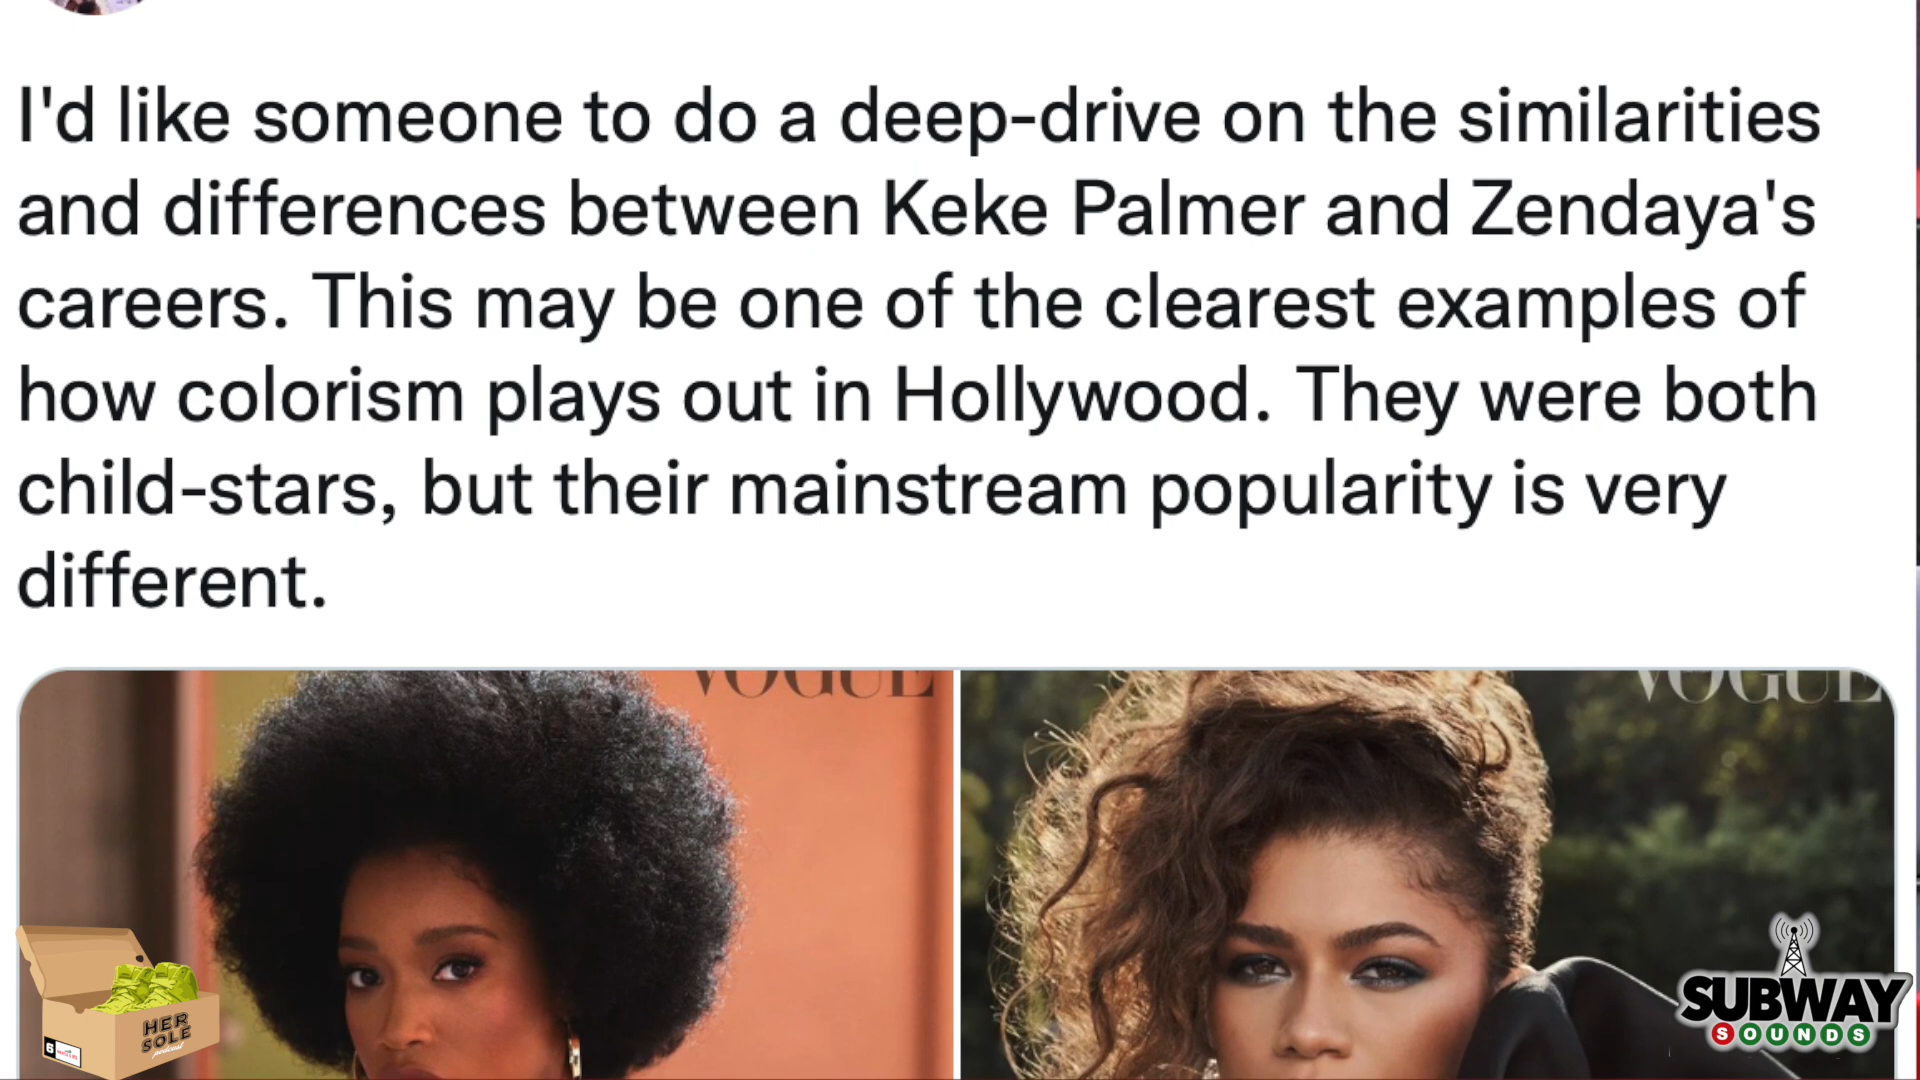 I'd like someone to do a deep-drive on the similarities
and differences between Keke Palmer and Zendaya's
careers. This may be one of the clearest examples of
how colorism plays out in Hollywood. They were both
child-stars, but their mainstream popularity is very
different.
VOGUE
VOGUE
HER
SOLE
podcast
6
SUBWAY
SOUNDS